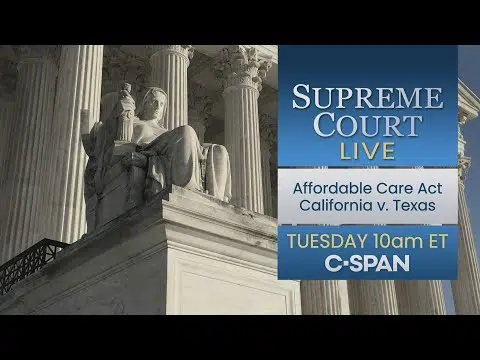 SUPREME
COURT
LIVE
Affordable Care Act
California v. Texas
TUESDAY 10am ET
C-SPAN